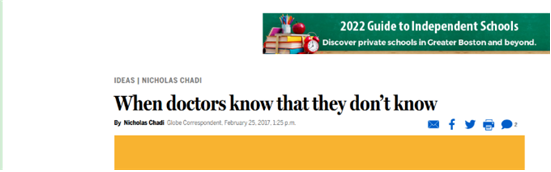 2022 Guide to Independent Schools
Discover private schools in Greater Boston and beyond.
IDEAS | NICHOLAS CHADI
When doctors know that they don't know
By Nicholas Chadi Globe Correspondent, February 25, 2017, 1:25 p.m.